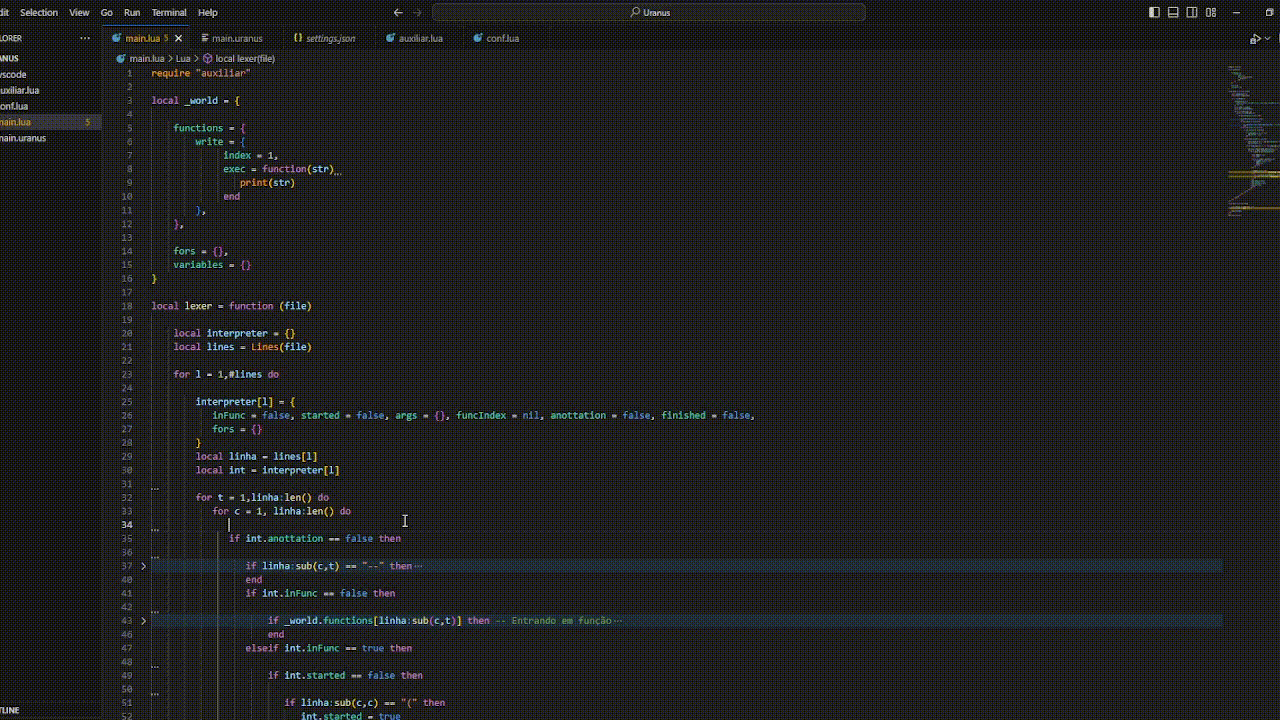 dit Selection View Go Run Terminal Help
Uranus
LORER ...
main.lua 5
main.uranus
settings.json
auxiliar.lua
conf.lua
ANUS
vscode
auxiliar.lua
onf.lua
main.lua 5
main.uranus
TLINE
main.lua > Lua > local lexer(file)
1 require "auxiliar"
2
3 local _world = {
4
5 functions = {
6 write = {
7 index = 1,
8 exec = function(str)
9 print(str)
10 end
11 },
12 },
13
14 fors = {},
15 variables = {}
16 }
17
18 local lexer = function (file)
19
20 local interpreter = {}
21 local lines = Lines(file)
22
23 for l = 1,#lines do
24
25 interpreter[l] = {
26 inFunc = false, started = false, args = {}, funcIndex = nil, anottation = false, finished = false,
27 fors = {}
28 }
29 local linha = lines[l]
30 local int = interpreter[l]
31
32 for t = 1,linha:len() do
33 for c = 1, linha:len() do
34
35 if int.anottation == false then
36
37 if linha:sub(c,t) == "--" then
40 end
41 if int.inFunc == false then
42
43 if _world.functions[linha:sub(c,t)] then -- Entrando em função
46 end
47 elseif int.inFunc == true then
48
49 if int.started == false then
50
51 if linha:sub(c,c) == "(" then
52 int.started = true